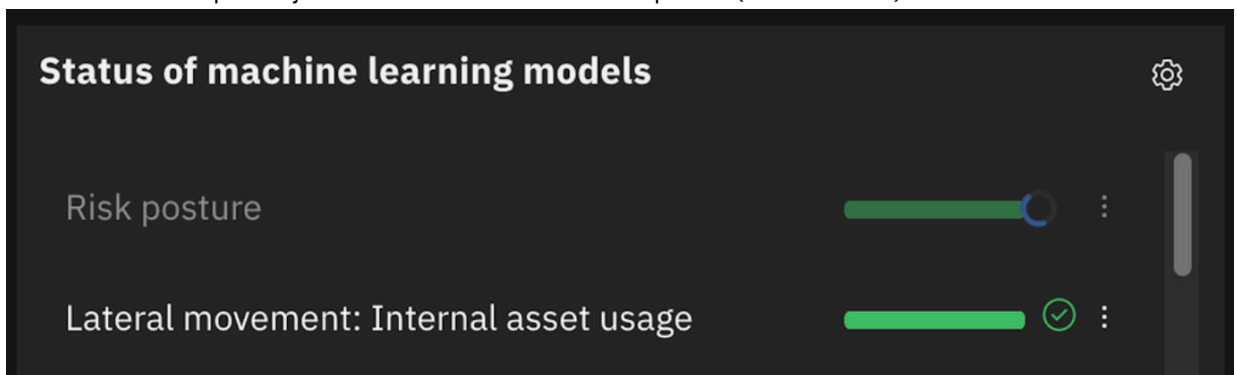 Status of machine learning models
Risk posture
Lateral movement: Internal asset usage